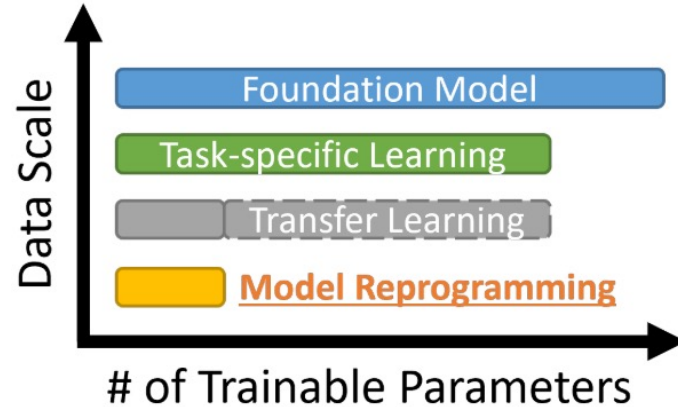 Data Scale
Foundation Model
Task-specific Learning
Transfer Learning
Model Reprogramming
# of Trainable Parameters